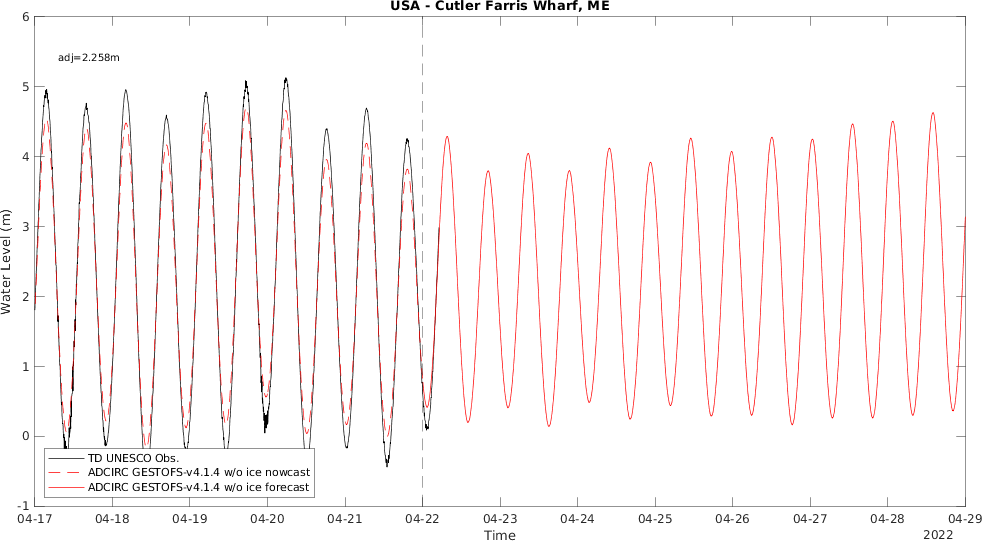 USA - Cutler Farris Wharf, ME
adj=2.258m
Water Level (m)
6
5
4
3
2
1
0
-1
TD UNESCO Obs.
ADCIRC GESTOFS-v4.1.4 w/o ice nowcast
ADCIRC GESTOFS-v4.1.4 w/o ice forecast
04-17 04-18 04-19 04-20 04-21 04-22 04-23 04-24 04-25 04-26 04-27 04-28 04-29
Time
2022